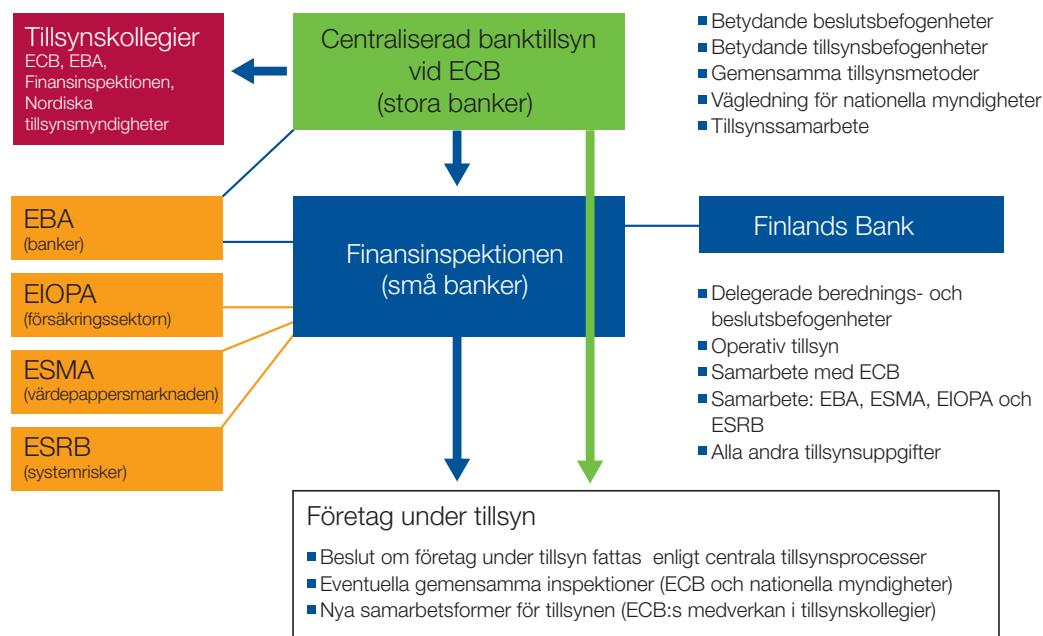 Tillsynskollegier
ECB, EBA,
Finansinspektionen,
Nordiska
tillsynsmyndigheter
Centraliserad banktillsyn
vid ECB
(stora banker)
■ Betydande beslutsbefogenheter
■ Betydande tillsynsbefogenheter
■ Gemensamma tillsynsmetoder
■ Vägledning för nationella myndigheter
■ Tillsynssamarbete
EBA
(banker)
EIOPA
(försäkringssektorn)
ESMA
(värdepappersmarknaden)
ESRB
(systemrisker)
Finansinspektionen
(små banker)
Finlands Bank
■ Delegerade berednings- och
beslutsbefogenheter
■ Operativ tillsyn
■ Samarbete med ECB
■ Samarbete: EBA, ESMA, EIOPA och
ESRB
■ Alla andra tillsynsuppgifter
Företag under tillsyn
■ Beslut om företag under tillsyn fattas enligt centrala tillsynsprocesser
■ Eventuella gemensamma inspektioner (ECB och nationella myndigheter)
■ Nya samarbetsformer för tillsynen (ECB:s medverkan i tillsynskollegier)